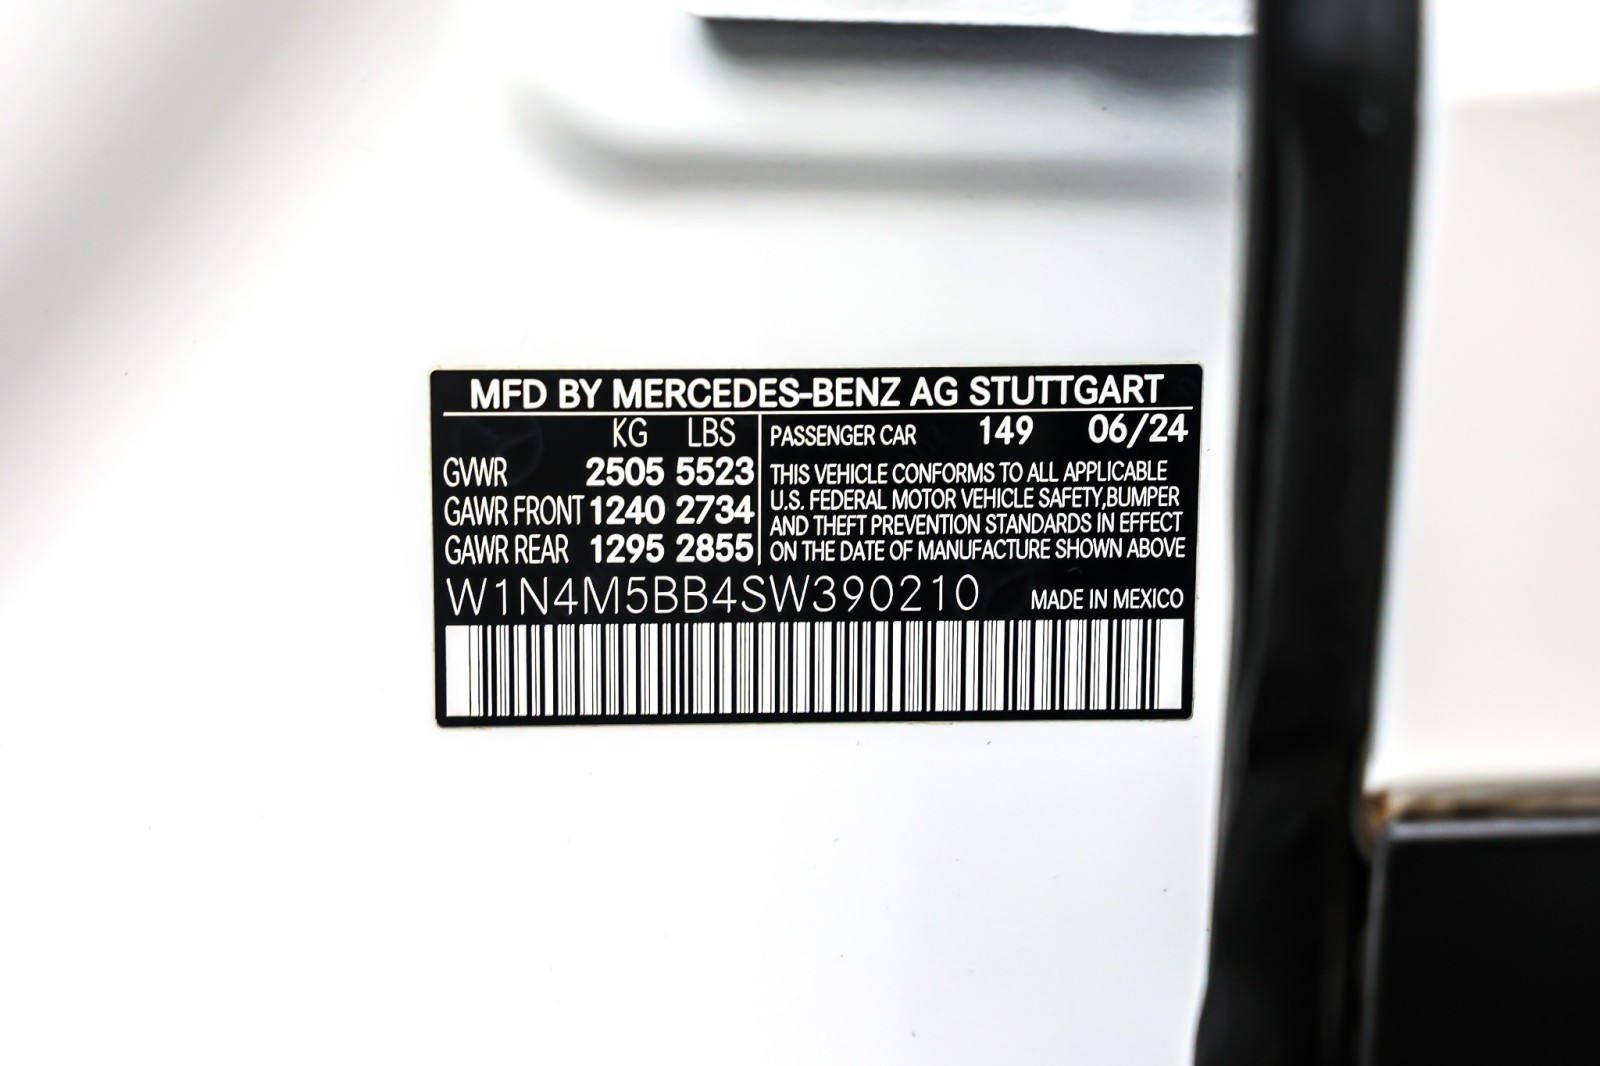 MFD BY MERCEDES-BENZ AG STUTTGART
KG LBS
GVWR 2505 5523
GAWR FRONT 1240 2734
GAWR REAR 1295 2855
PASSENGER CAR 149 06/24
THIS VEHICLE CONFORMS TO ALL APPLICABLE
U.S. FEDERAL MOTOR VEHICLE SAFETY,BUMPER
AND THEFT PREVENTION STANDARDS IN EFFECT
ON THE DATE OF MANUFACTURE SHOWN ABOVE
W1N4M5BB4SW390210 MADE IN MEXICO